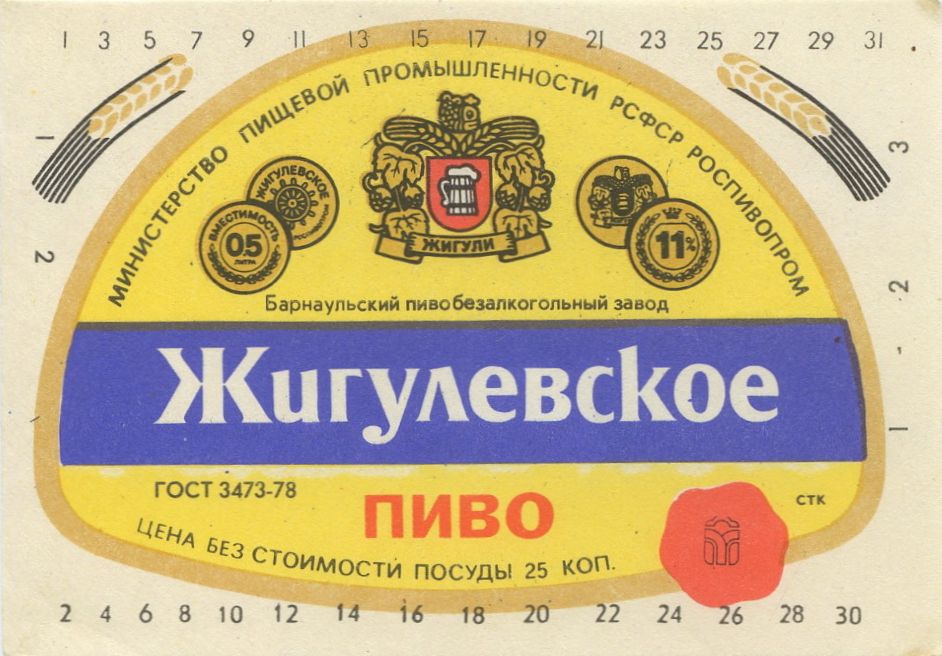 1 3 5 7 9 11 13 15 17 19 21 23 25 27 29 31
МИНИСТЕРСТВО ПИЩЕВОЙ ПРОМЫШЛЕННОСТИ РСФСР РОСПИВОПРОМ
1
2
3
2
-
1
ЖИГУЛЕВСКОЕ
ВМЕСТИМОСТЬ
0.5
ЛИТРА
ЖИГУЛИ
11%
Барнаульский пивобезалкогольный завод
Жигулевское
ГОСТ 3473-78
ПИВО
СТК
ЦЕНА БЕЗ СТОИМОСТИ ПОСУДЫ 25 КОП.
2 4 6 8 10 12 14 16 18 20 22 24 26 28 30